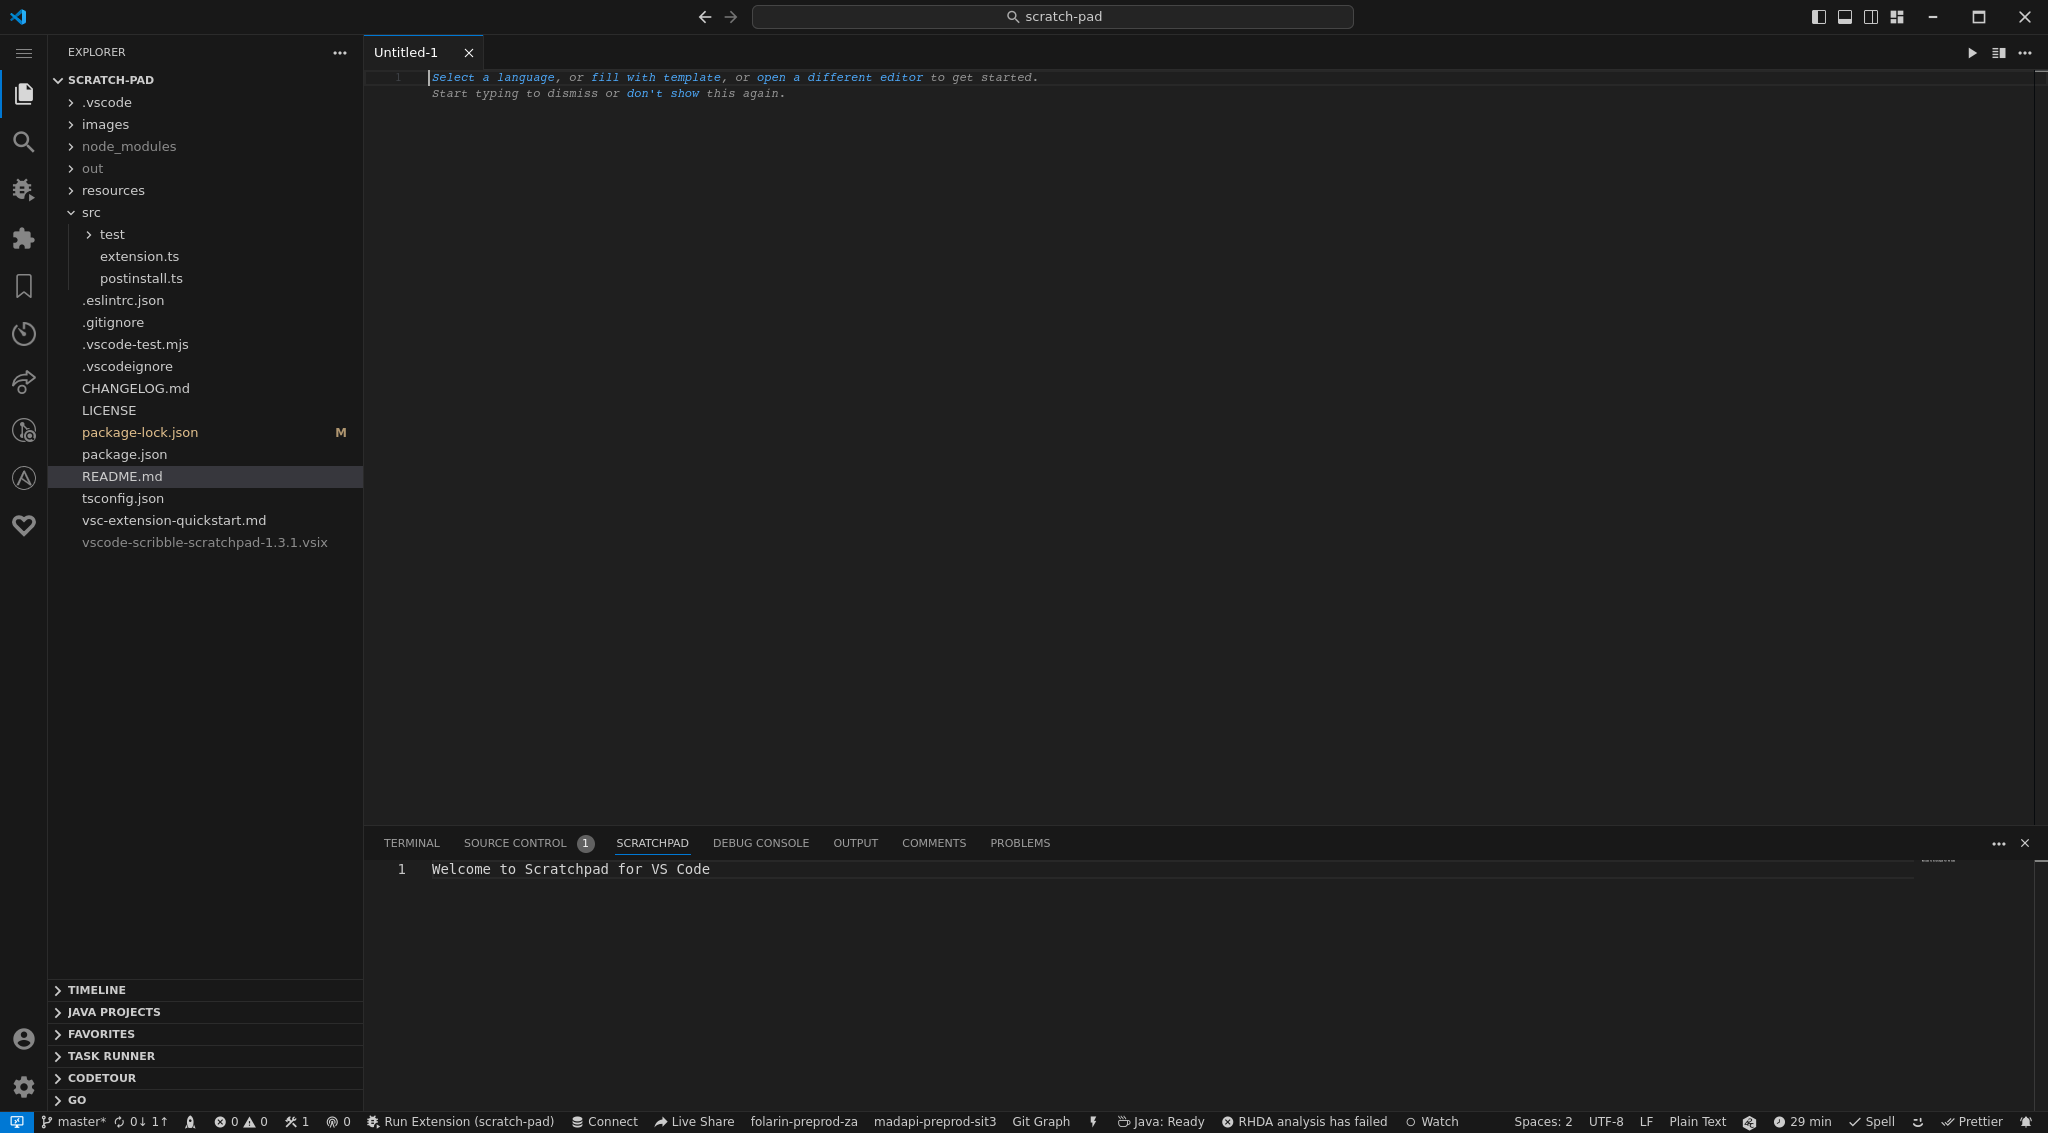 scratch-pad
EXPLORER
SCRATCH-PAD
.vscode
images
node_modules
out
resources
src
test
extension.ts
postinstall.ts
.eslintrc.json
.gitignore
.vscode-test.mjs
.vscodeignore
CHANGELOG.md
LICENSE
package-lock.json M
package.json
README.md
tsconfig.json
vsc-extension-quickstart.md
vscode-scribble-scratchpad-1.3.1.vsix
TIMELINE
JAVA PROJECTS
FAVORITES
TASK RUNNER
CODETOUR
GO
Untitled-1
1 Select a language, or fill with template, or open a different editor to get started.
Start typing to dismiss or don't show this again.
TERMINAL SOURCE CONTROL 1 SCRATCHPAD DEBUG CONSOLE OUTPUT COMMENTS PROBLEMS
1 Welcome to Scratchpad for VS Code
master* 0↓ 1↑ 0 0 1 0 Run Extension (scratch-pad) Connect Live Share folarin-preprod-za madapi-preprod-sit3 Git Graph Java: Ready RHDA analysis has failed Watch Spaces: 2 UTF-8 LF Plain Text 29 min Spell Prettier